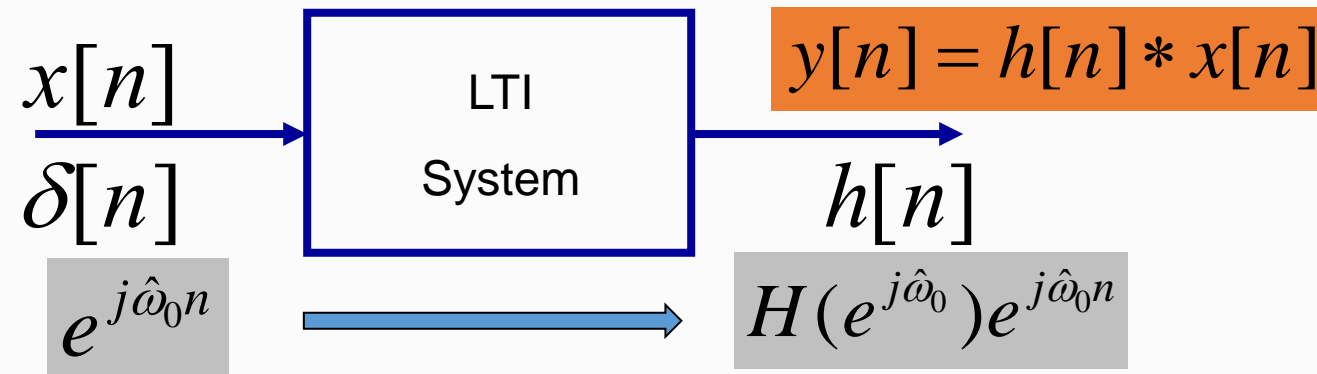 x[n]
LTI
y[n] = h[n] * x[n]
δ[n]
System
h[n]
e^{jω̂₀n}
H(e^{jω̂₀})e^{jω̂₀n}